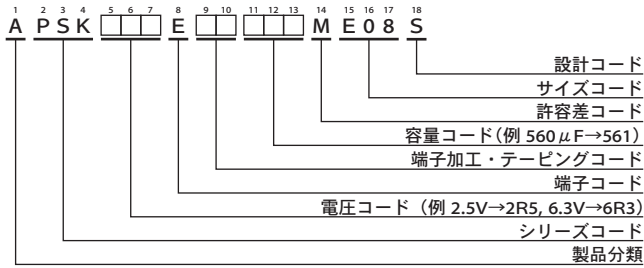 1 2 3 4 5 6 7 8 9 10 11 12 13 14 15 16 17 18
A P S K □□□ E □□ □□□ M E 0 8 S
設計コード
サイズコード
許容差コード
容量コード(例 560μF→561)
端子加工・テーピングコード
端子コード
電圧コード（例 2.5V→2R5, 6.3V→6R3)
シリーズコード
製品分類